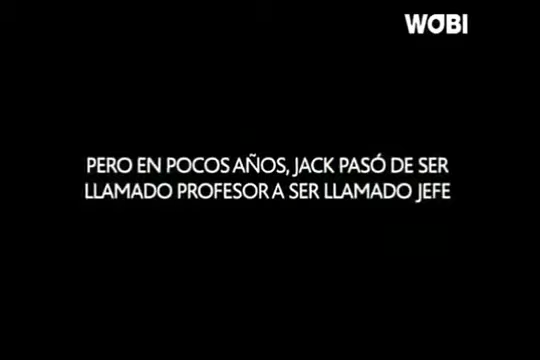 WOBI
PERO EN POCOS AÑOS, JACK PASÓ DE SER
LLAMADO PROFESOR A SER LLAMADO JEFE